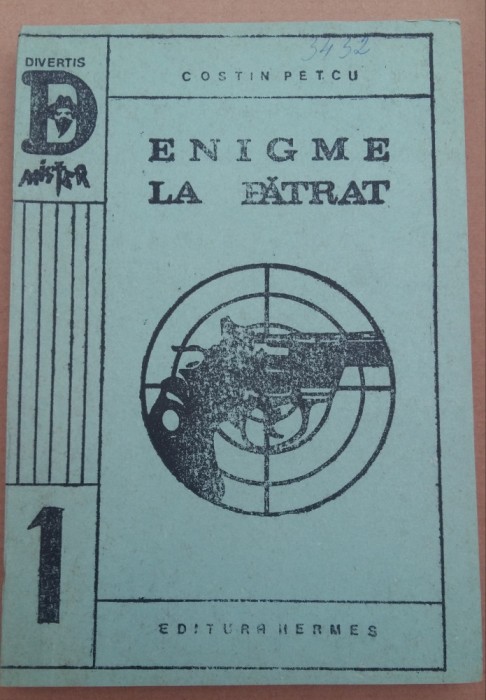 3432
DIVERTIS
D
MISTER
COSTIN PETCU
ENIGME
LA PĂTRAT
1
EDITURA HERMES